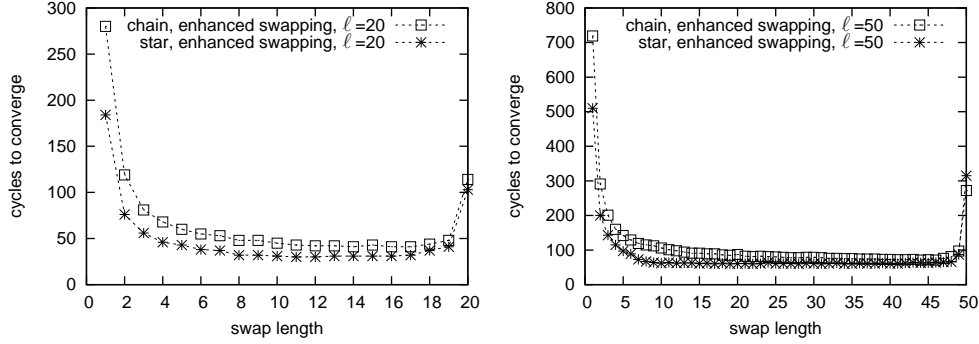 300
250
200
150
100
50
0
0 2 4 6 8 10 12 14 16 18 20
cycles to converge
swap length
chain, enhanced swapping, ℓ=20
star, enhanced swapping, ℓ=20
800
700
600
500
400
300
200
100
0
0 5 10 15 20 25 30 35 40 45 50
cycles to converge
swap length
chain, enhanced swapping, ℓ=50
star, enhanced swapping, ℓ=50